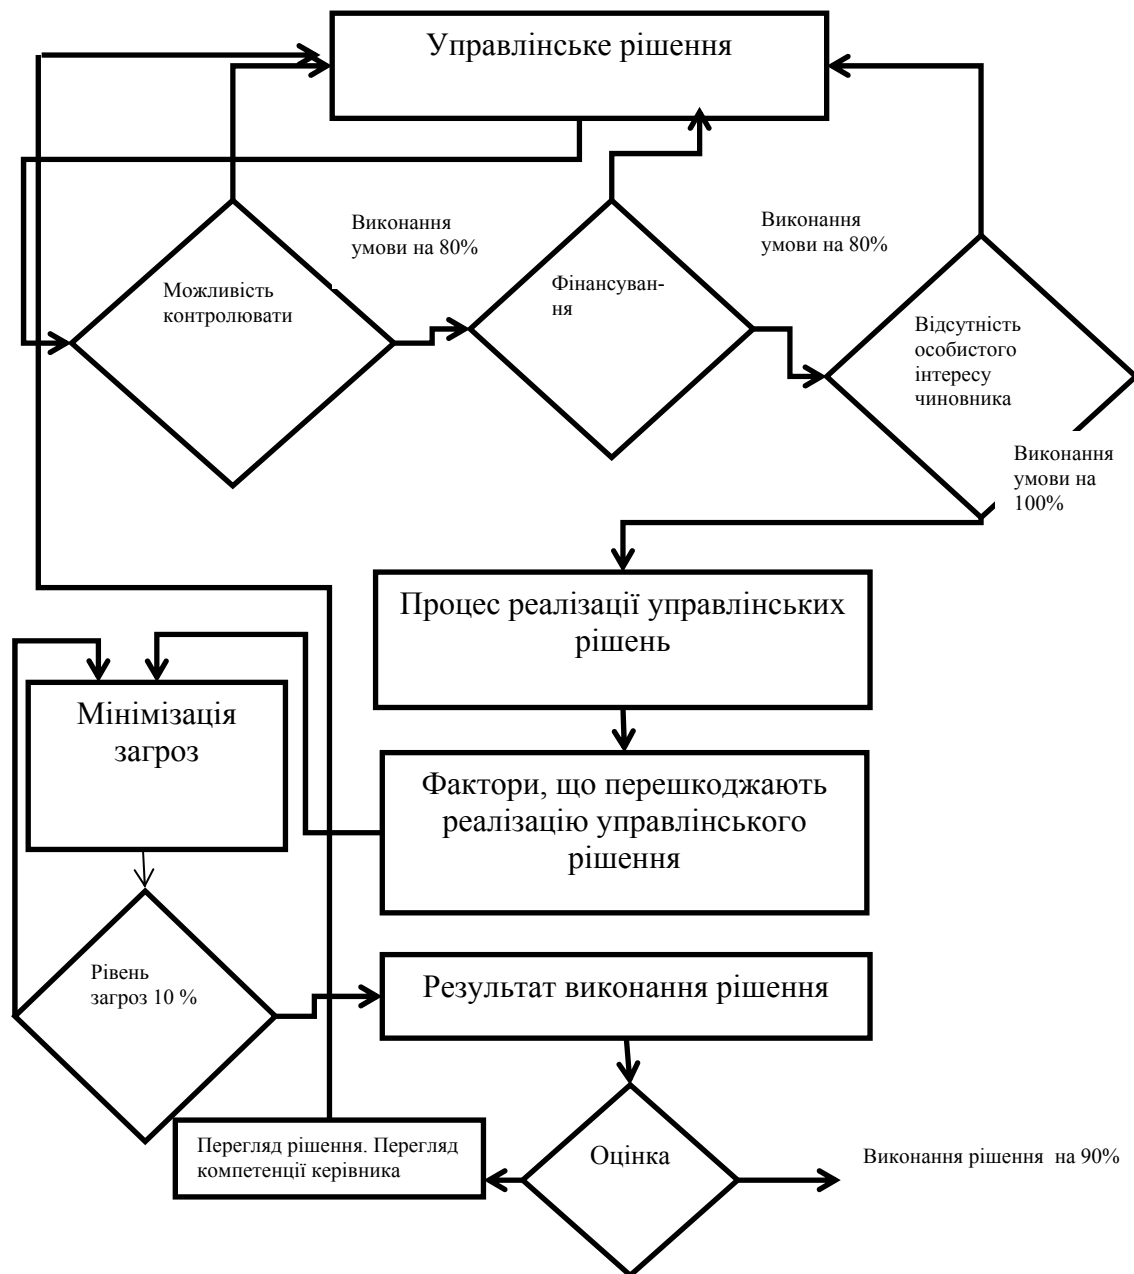 Управлінське рішення
Виконання
умови на 80%
Виконання
умови на 80%
Можливість
контролювати
Фінансуван-
ня
Відсутність
особистого
інтересу
чиновника
Виконання
умови на
100%
Процес реалізації управлінських
рішень
Мінімізація
загроз
Фактори, що перешкоджають
реалізацію управлінського
рішення
Рівень
загроз 10 %
Результат виконання рішення
Перегляд рішення. Перегляд
компетенції керівника
Оцінка
Виконання рішення на 90%